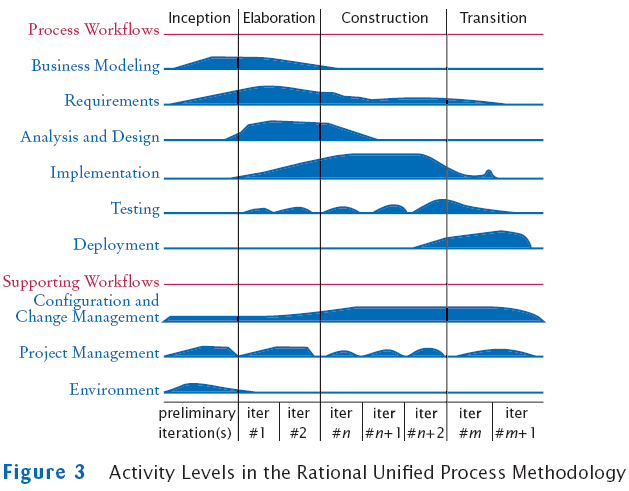 Inception Elaboration Construction Transition
Process Workflows
Business Modeling
Requirements
Analysis and Design
Implementation
Testing
Deployment
Supporting Workflows
Configuration and
Change Management
Project Management
Environment
preliminary iter iter iter iter iter iter iter
iteration(s) #1 #2 #n #n+1 #n+2 #m #m+1
Figure 3 Activity Levels in the Rational Unified Process Methodology